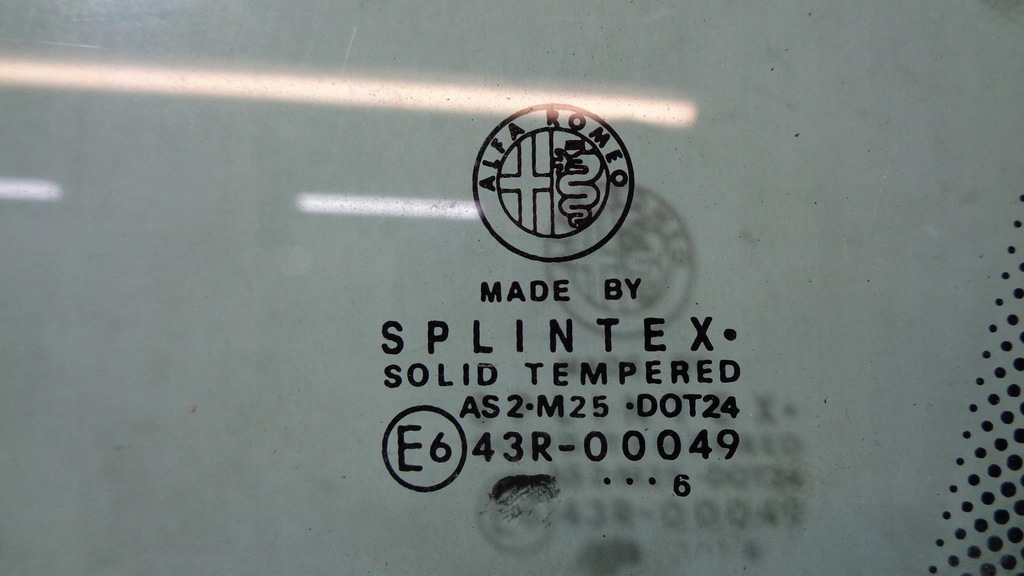 ALFA ROMEO
MADE BY
SPLINTEX•
SOLID TEMPERED
AS2•M25 •DOT24
E6 43R-00049
•••6